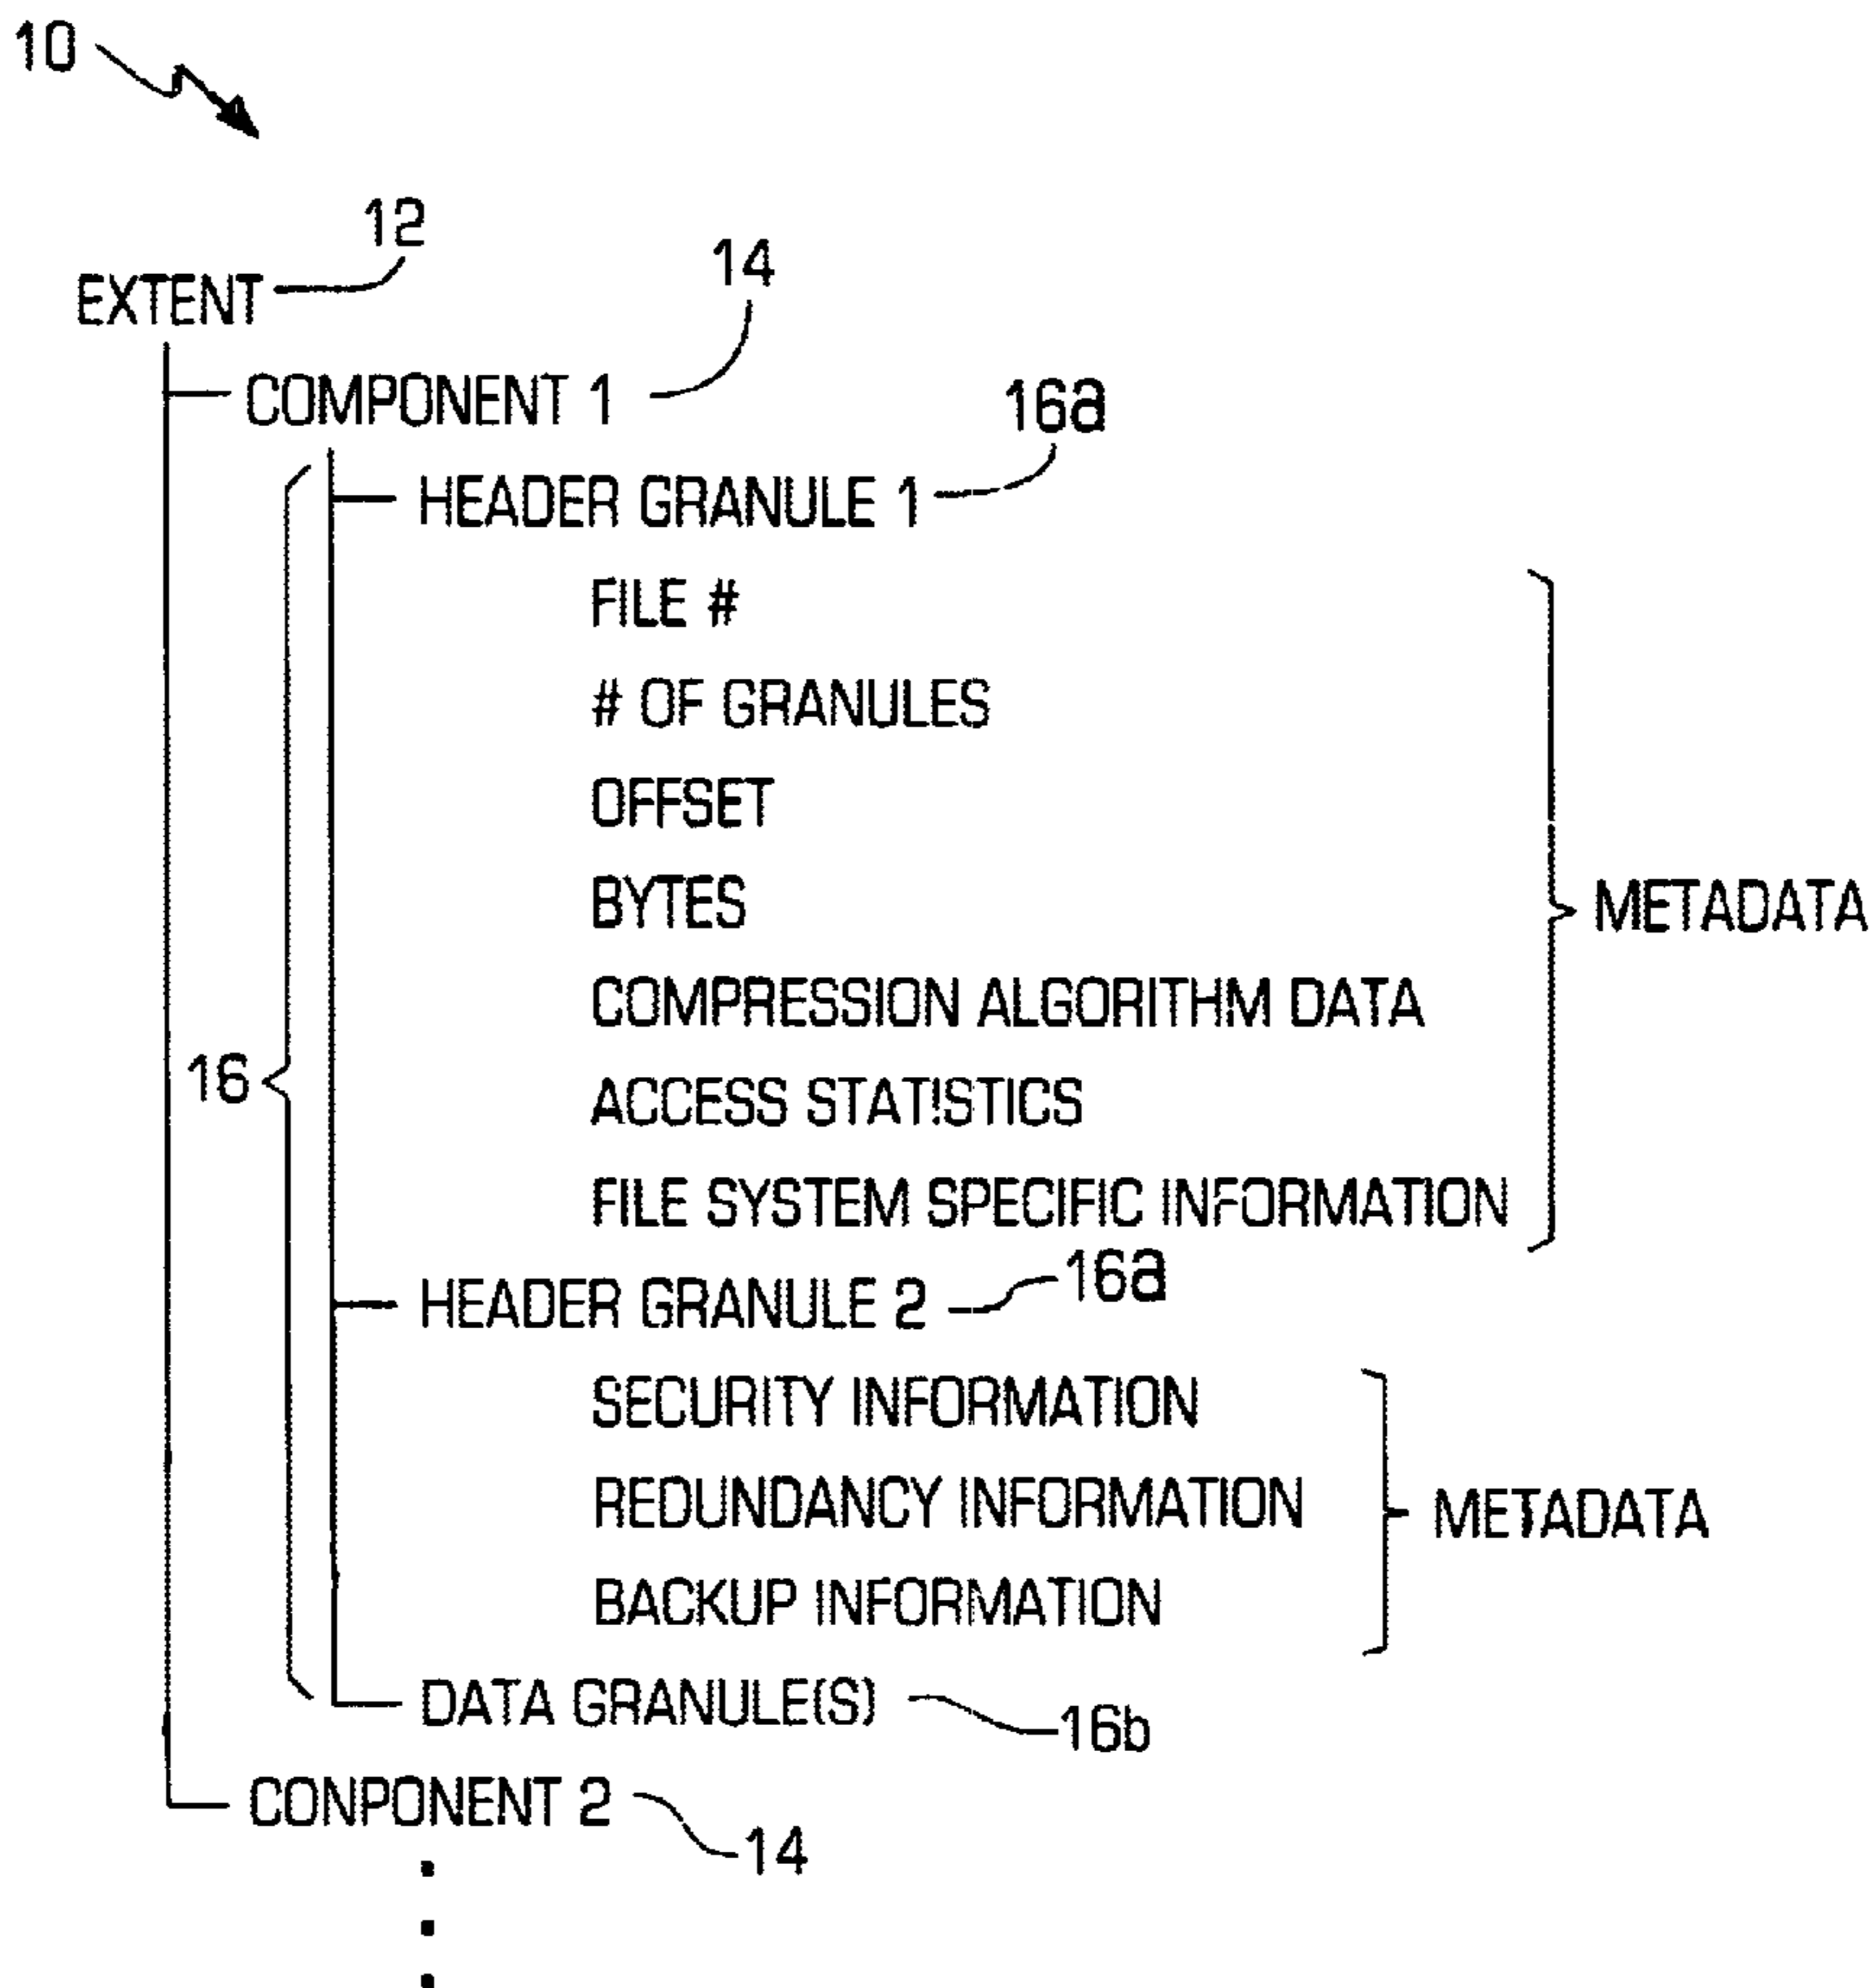 10
12
EXTENT
14
COMPONENT 1
16a
HEADER GRANULE 1
FILE #
# OF GRANULES
OFFSET
BYTES
METADATA
COMPRESSION ALGORITHM DATA
16
ACCESS STATISTICS
FILE SYSTEM SPECIFIC INFORMATION
HEADER GRANULE 2
16a
SECURITY INFORMATION
REDUNDANCY INFORMATION
METADATA
BACKUP INFORMATION
DATA GRANULE(S)
16b
CONPONENT 2
14